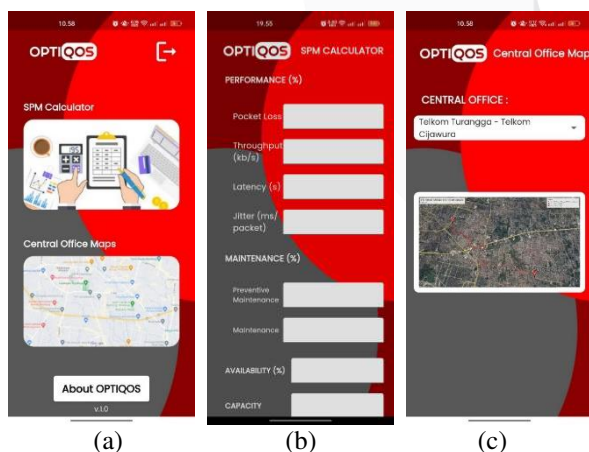 10.58
OPTIQOS
SPM Calculator
Central Office Maps
About OPTIQOS
v.1.0
(a)
19.55
OPTIQOS SPM CALCULATOR
PERFORMANCE (%)
Pocket Loss
Throughput
(kb/s)
Latency (s)
Jitter (ms/
packet)
MAINTENANCE (%)
Preventive
Maintenance
Maintenance
AVAILABILITY (%)
CAPACITY
(b)
10.58
OPTIQOS Central Office Map
CENTRAL OFFICE :
Telkom Turangga - Telkom
Cijawura
(c)